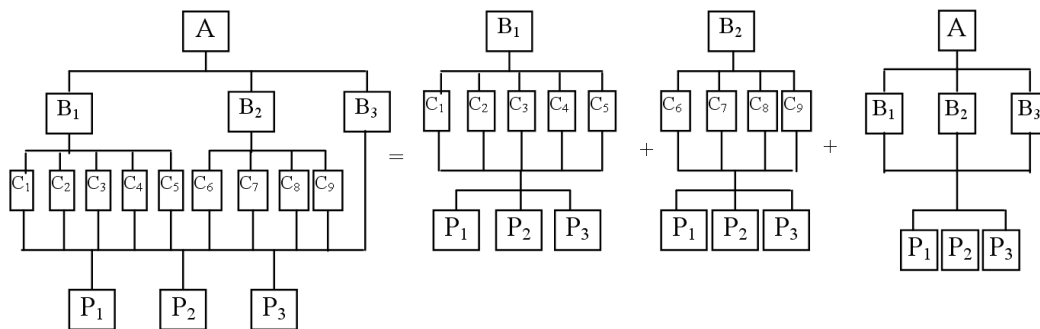 A B₁ B₂ A
B₁ B₂ B₃ C₁ C₂ C₃ C₄ C₅ C₆ C₇ C₈ C₉ B₁ B₂ B₃
= + +
C₁ C₂ C₃ C₄ C₅ C₆ C₇ C₈ C₉
P₁ P₂ P₃ P₁ P₂ P₃ P₁ P₂ P₃
P₁ P₂ P₃